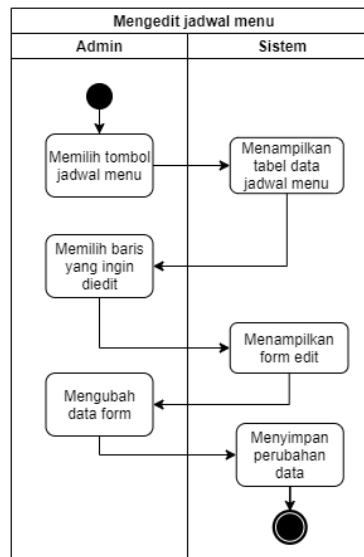 Mengedit jadwal menu
Admin
Sistem
Memilih tombol
jadwal menu
Menampilkan
tabel data
jadwal menu
Memilih baris
yang ingin
diedit
Menampilkan
form edit
Mengubah
data form
Menyimpan
perubahan
data